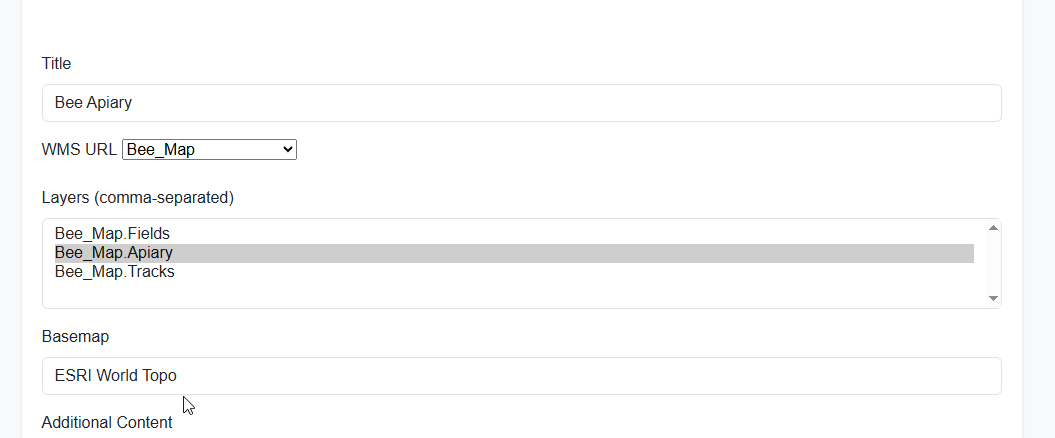 Title
Bee Apiary
WMS URL Bee_Map
Layers (comma-separated)
Bee_Map.Fields
Bee_Map.Apiary
Bee_Map.Tracks
Basemap
ESRI World Topo
Additional Content